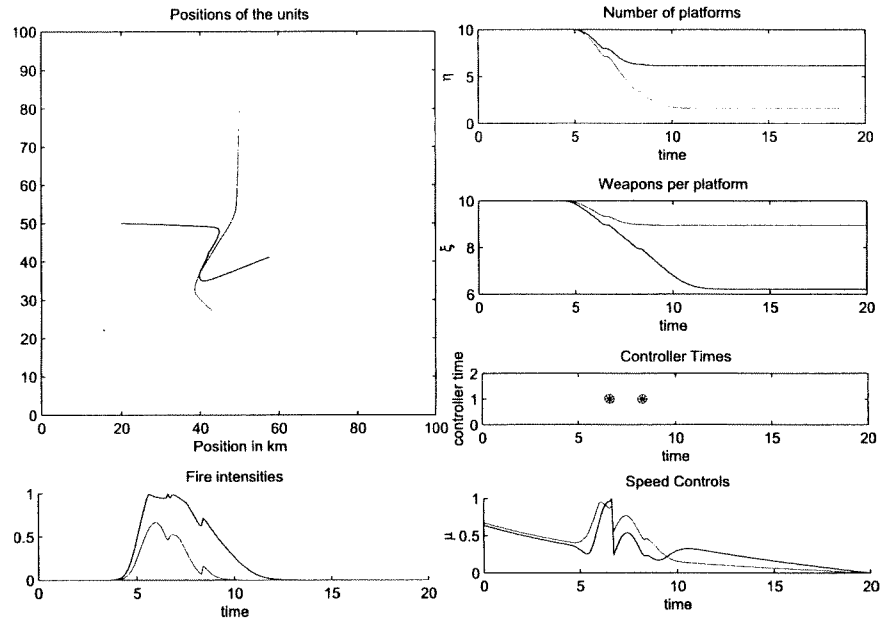 Positions of the units
100
90
80
70
60
50
40
30
20
10
0
0 20 40 60 80 100
Position in km
Number of platforms
10
5
0
η
0 5 10 15 20
time
Weapons per platform
10
8
6
ξ
0 5 10 15 20
time
Controller Times
2
1
0
controller time
0 5 10 15 20
time
Fire intensities
1
0.5
0
0 5 10 15 20
time
Speed Controls
1
0.5
0
μ
0 5 10 15 20
time